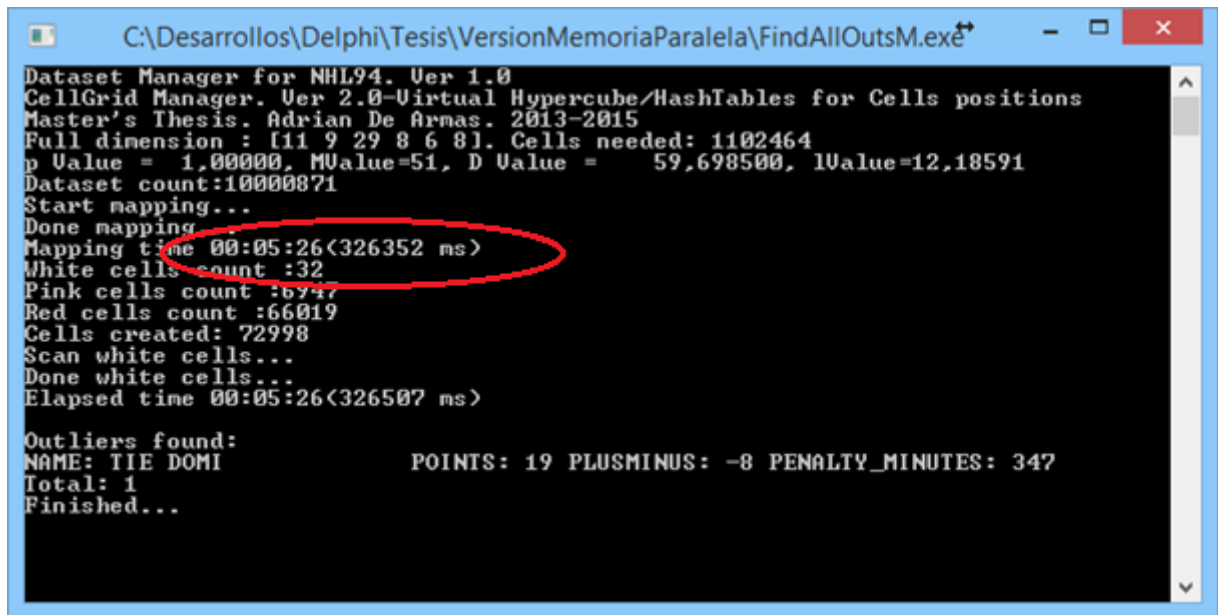 C:\Desarrollos\Delphi\Tesis\VersionMemoriaParalela\FindAllOutsM.exe
Dataset Manager for NHL94. Ver 1.0
CellGrid Manager. Ver 2.0-Virtual Hypercube/HashTables for Cells positions
Master's Thesis. Adrian De Armas. 2013-2015
Full dimension : [11 9 29 8 6 8]. Cells needed: 1102464
p Value =  1,00000, MValue=51, D Value =    59,698500, lValue=12,18591
Dataset count:10000871
Start mapping...
Done mapping...
Mapping time 00:05:26(326352 ms)
White cells count :32
Pink cells count :6947
Red cells count :66019
Cells created: 72998
Scan white cells...
Done white cells...
Elapsed time 00:05:26(326507 ms)
Outliers found:
NAME: TIE DOMI POINTS: 19 PLUSMINUS: -8 PENALTY_MINUTES: 347
Total: 1
Finished...